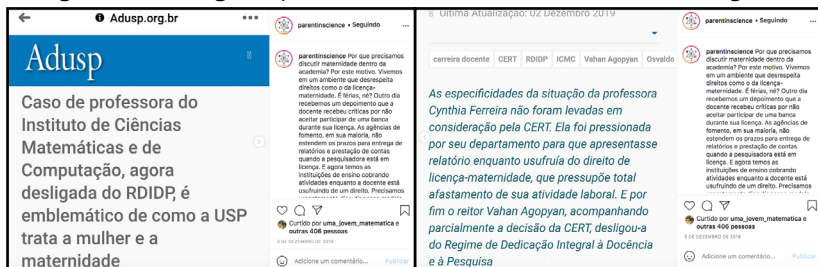 Adusp.org.br
Adusp
Caso de professora do
Instituto de Ciências
Matemáticas e de
Computação, agora
desligada do RDIDP, é
emblemático de como a USP
trata a mulher e a
maternidade
parentinscience • Seguindo
parentinscience Por que precisamos
discutir maternidade dentro da
academia? Por este motivo. Vivemos
em um ambiente que desrespeita
direitos como o da licença-
maternidade. É férias, né? Outro dia
recebemos um depoimento que a
docente recebeu críticas por não
aceitar participar de uma banca
durante sua licença. As agências de
fomento, em sua maioria, não
estendem os prazos para entrega de
relatórios e prestação de contas
quando a pesquisadora está em
licença. E agora temos as
instituições de ensino cobrando
atividades enquanto a docente está
usufruindo de um direito. Precisamos
Curtido por uma_jovem_matematica e
outras 406 pessoas
3 DE DEZEMBRO DE 2019
Adicione um comentário... Publicar
Última Atualização: 02 Dezembro 2019
carreira docente CERT RDIDP ICMC Vahan Agopyan Osvaldo
As especificidades da situação da professora
Cynthia Ferreira não foram levadas em
consideração pela CERT. Ela foi pressionada
por seu departamento para que apresentasse
relatório enquanto usufruía do direito de
licença-maternidade, que pressupõe total
afastamento de sua atividade laboral. E por
fim o reitor Vahan Agopyan, acompanhando
parcialmente a decisão da CERT, desligou-a
do Regime de Dedicação Integral à Docência
e à Pesquisa
parentinscience • Seguindo
parentinscience Por que precisamos
discutir maternidade dentro da
academia? Por este motivo. Vivemos
em um ambiente que desrespeita
direitos como o da licença-
maternidade. É férias, né? Outro dia
recebemos um depoimento que a
docente recebeu críticas por não
aceitar participar de uma banca
durante sua licença. As agências de
fomento, em sua maioria, não
estendem os prazos para entrega de
relatórios e prestação de contas
quando a pesquisadora está em
licença. E agora temos as
instituições de ensino cobrando
atividades enquanto a docente está
usufruindo de um direito. Precisamos
Curtido por uma_jovem_matematica e
outras 406 pessoas
3 DE DEZEMBRO DE 2019
Adicione um comentário... Publicar